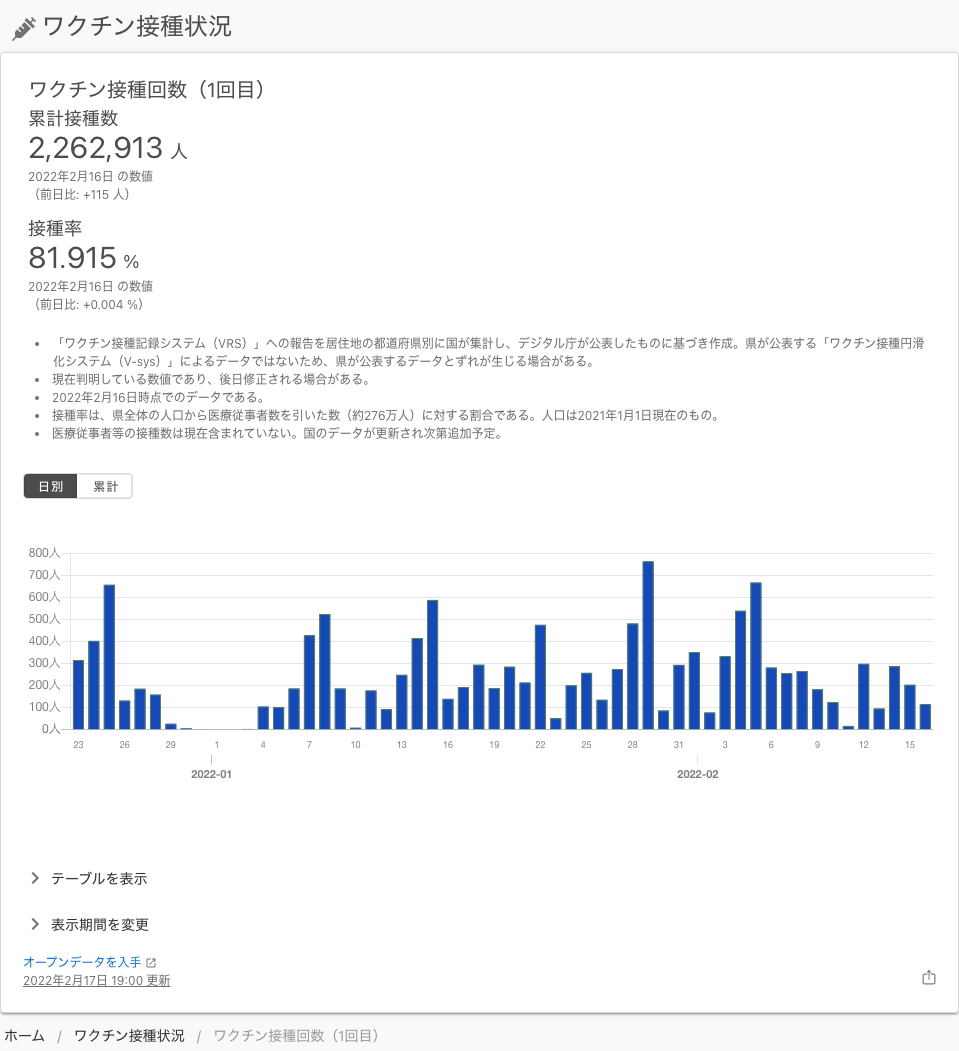 ワクチン接種状況
ワクチン接種回数（1回目）
累計接種数
2,262,913 人
2022年2月16日 の数値
（前日比: +115 人）
接種率
81.915 %
2022年2月16日 の数値
（前日比: +0.004 %）
• 「ワクチン接種記録システム（VRS）」への報告を居住地の都道府県別に国が集計し、デジタル庁が公表したものに基づき作成。県が公表する「ワクチン接種円滑
化システム（V-sys）」によるデータではないため、県が公表するデータとずれが生じる場合がある。
• 現在判明している数値であり、後日修正される場合がある。
• 2022年2月16日時点でのデータである。
• 接種率は、県全体の人口から医療従事者数を引いた数（約276万人）に対する割合である。人口は2021年1月1日現在のもの。
• 医療従事者等の接種数は現在含まれていない。国のデータが更新され次第追加予定。
日別 累計
800人
700人
600人
500人
400人
300人
200人
100人
0人
23 26 29 1 4 7 10 13 16 19 22 25 28 31 3 6 9 12 15
2022-01 2022-02
テーブルを表示
表示期間を変更
オープンデータを入手
2022年2月17日 19:00 更新
ホーム / ワクチン接種状況 / ワクチン接種回数（1回目）